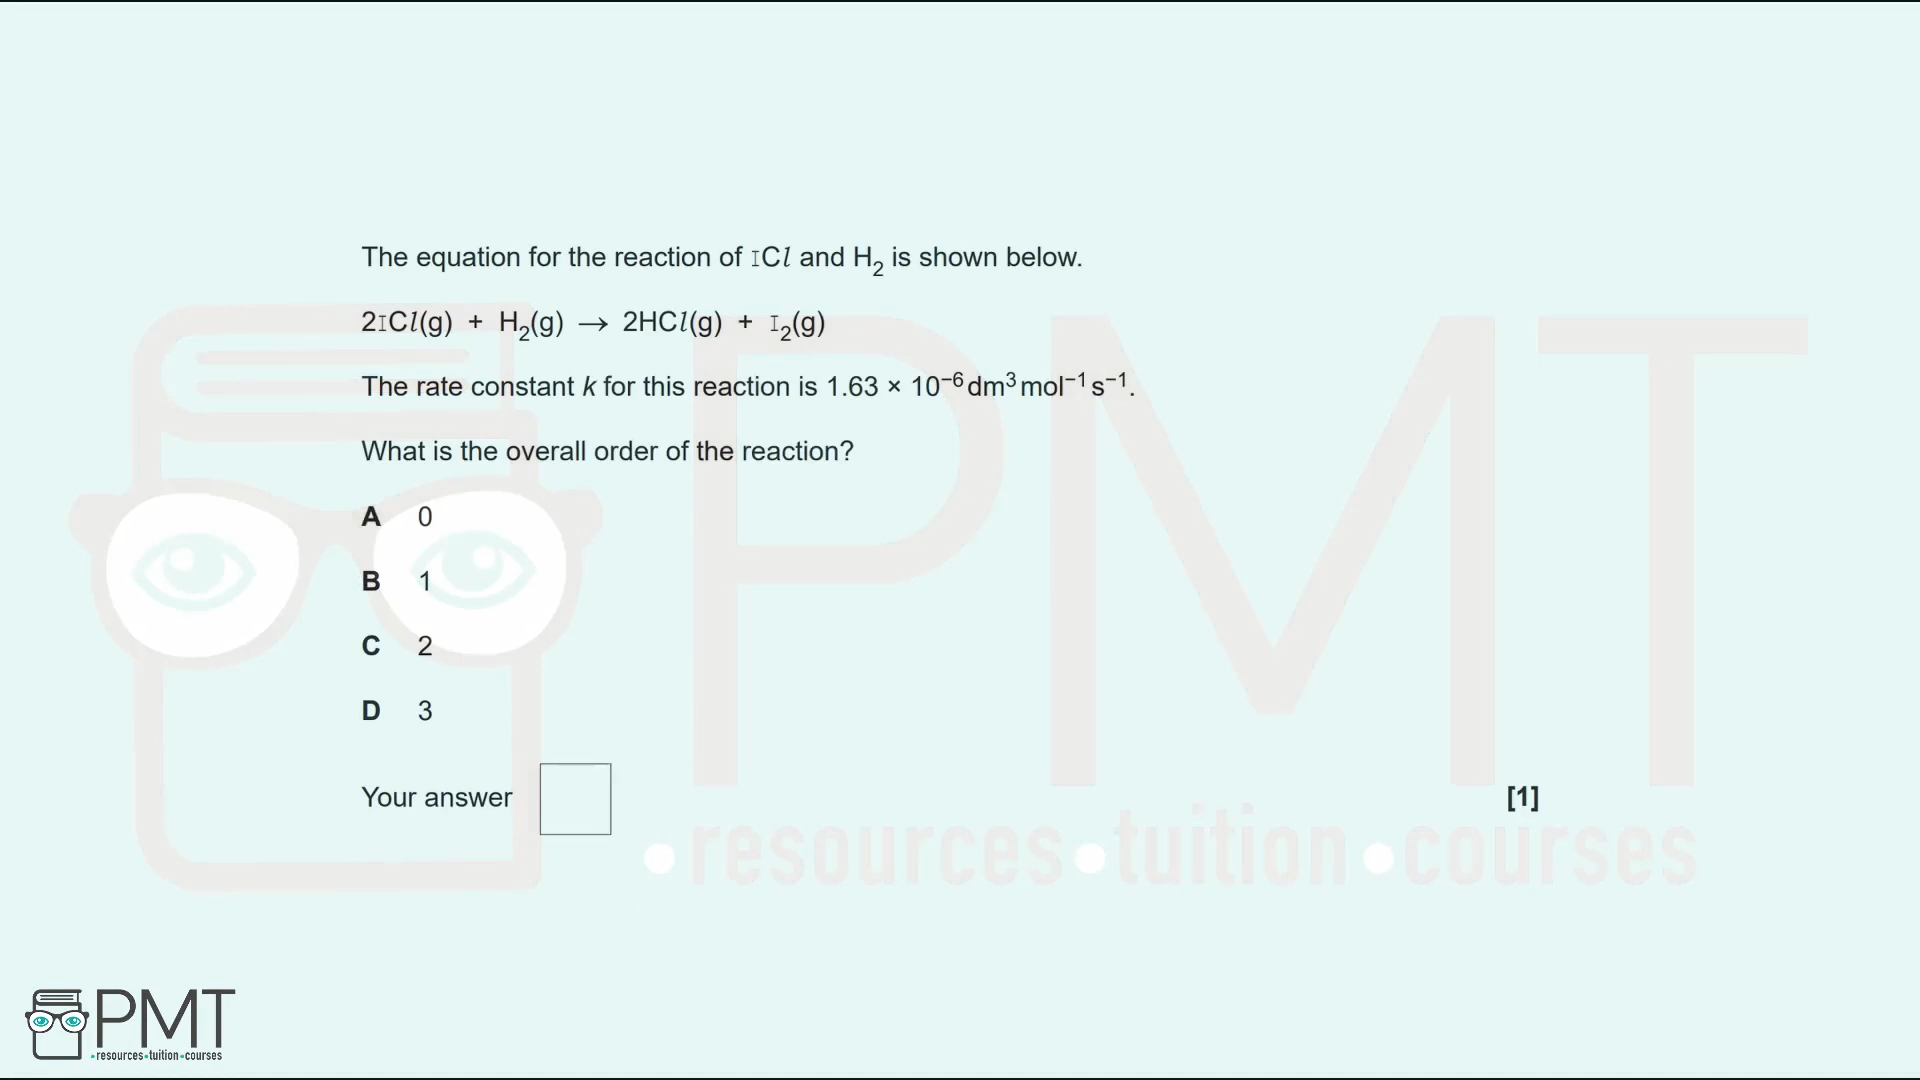 The equation for the reaction of ICl and H₂ is shown below.
2ICl(g) + H₂(g) → 2HCl(g) + I₂(g)
The rate constant k for this reaction is 1.63 × 10⁻⁶ dm³ mol⁻¹ s⁻¹.
What is the overall order of the reaction?
A 0
B 1
C 2
D 3
Your answer
[1]
PMT
•resources•tuition•courses
PMT
•resources•tuition•courses